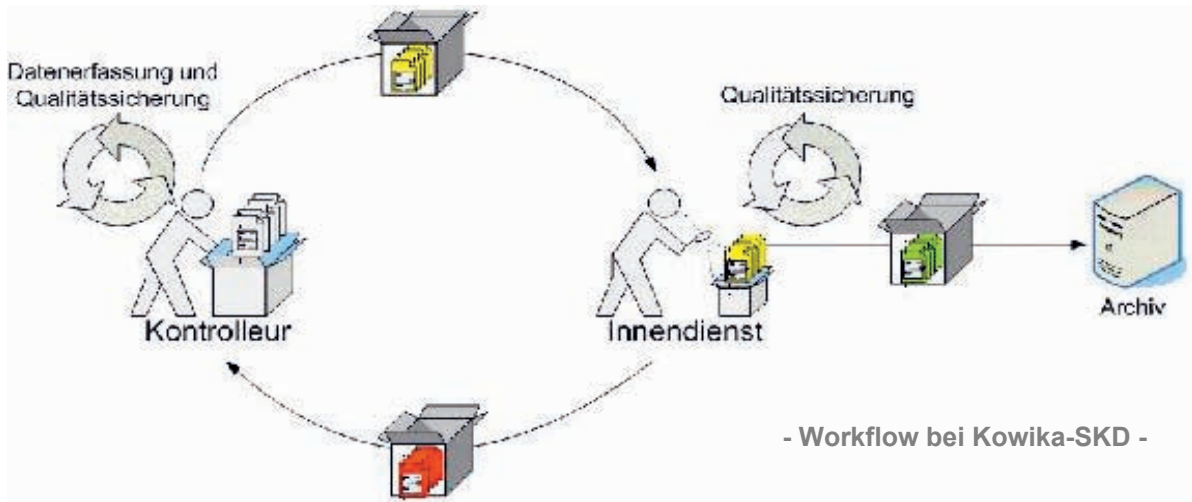 Datenerfassung und
Qualitätssicherung
Qualitätssicherung
Kontrolleur
Innendienst
Archiv
- Workflow bei Kowika-SKD -